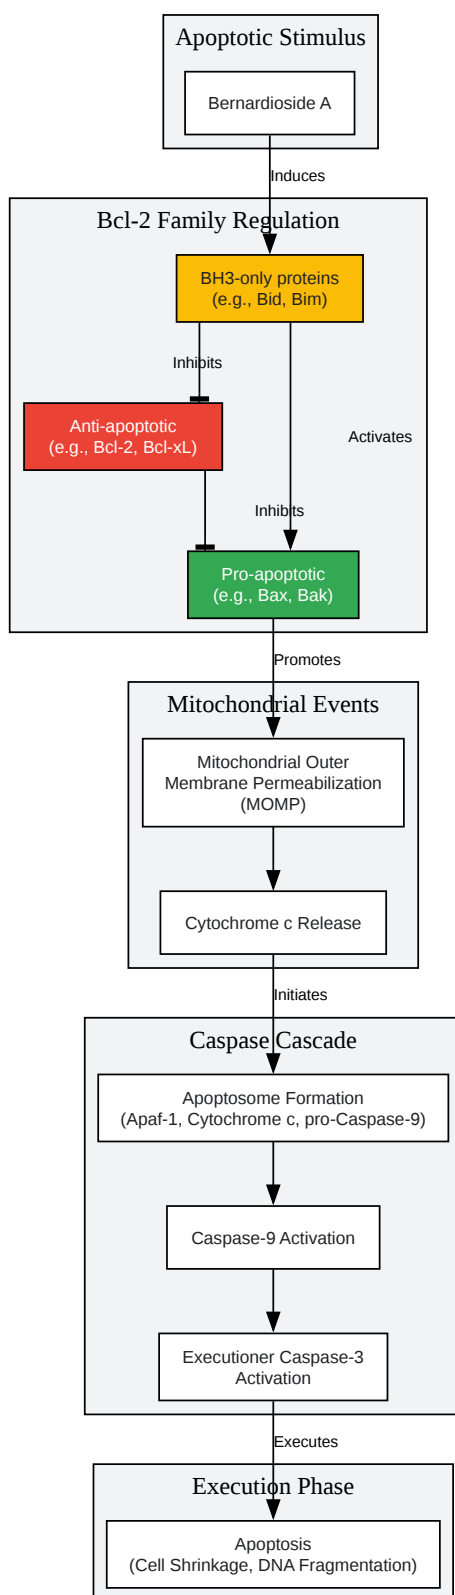 Apoptotic Stimulus
Bernardioside A
Induces
Bcl-2 Family Regulation
BH3-only proteins
(e.g., Bid, Bim)
Inhibits
Anti-apoptotic
(e.g., Bcl-2, Bcl-xL)
Activates
Inhibits
Pro-apoptotic
(e.g., Bax, Bak)
Promotes
Mitochondrial Events
Mitochondrial Outer
Membrane Permeabilization
(MOMP)
Cytochrome c Release
Initiates
Caspase Cascade
Apoptosome Formation
(Apaf-1, Cytochrome c, pro-Caspase-9)
Caspase-9 Activation
Executioner Caspase-3
Activation
Executes
Execution Phase
Apoptosis
(Cell Shrinkage, DNA Fragmentation)